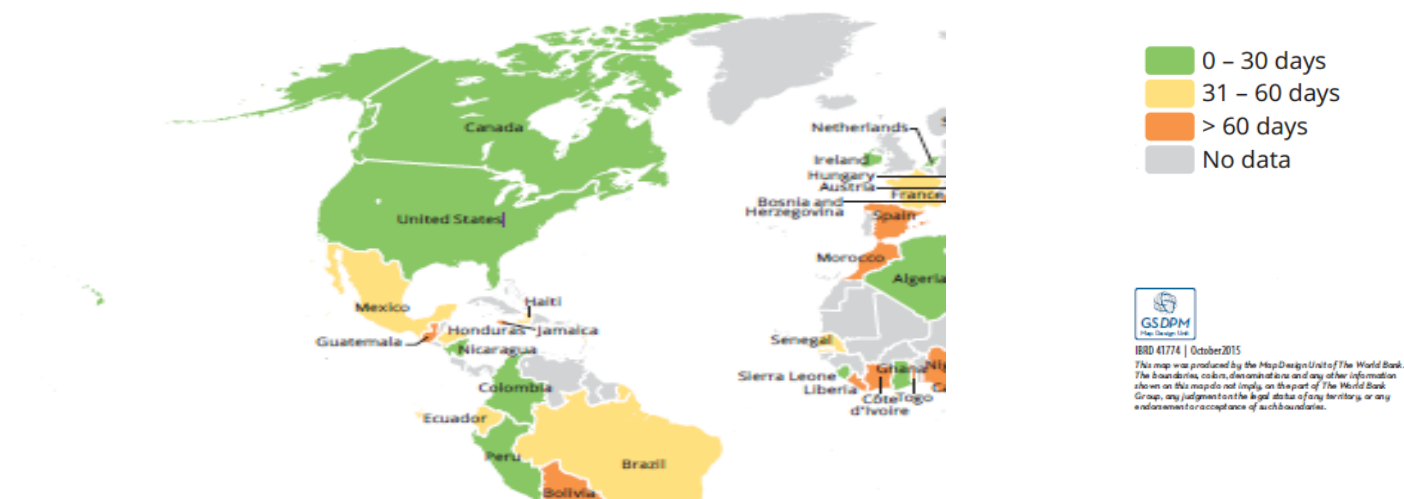 0 – 30 days
31 – 60 days
> 60 days
No data
Canada
Netherlands
Ireland
Hungary
Austria
France
Bosnia and
Herzegovina
Spain
United States
Morocco
Algeria
Mexico
Haiti
Honduras
Jamaica
Guatemala
Nicaragua
Senegal
Colombia
Sierra Leone
Liberia
Ghana
Côte
d'Ivoire
Togo
Ecuador
Peru
Brazil
Bolivia
GSDPM
Map Design Unit
IBRD 41774 | October2015
This map was produced by the Map Design Unit of The World Bank.
The boundaries, colors, denominations and any other information
shown on this map do not imply, on the part of The World Bank
Group, any judgment on the legal status of any territory, or any
endorsement or acceptance of such boundaries.